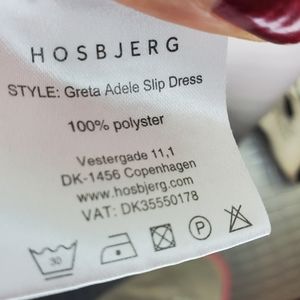 HOSBJERG
STYLE: Greta Adele Slip Dress
100% polyster
Vestergade 11,1
DK-1456 Copenhagen
www.hosbjerg.com
VAT: DK35550178
30
P